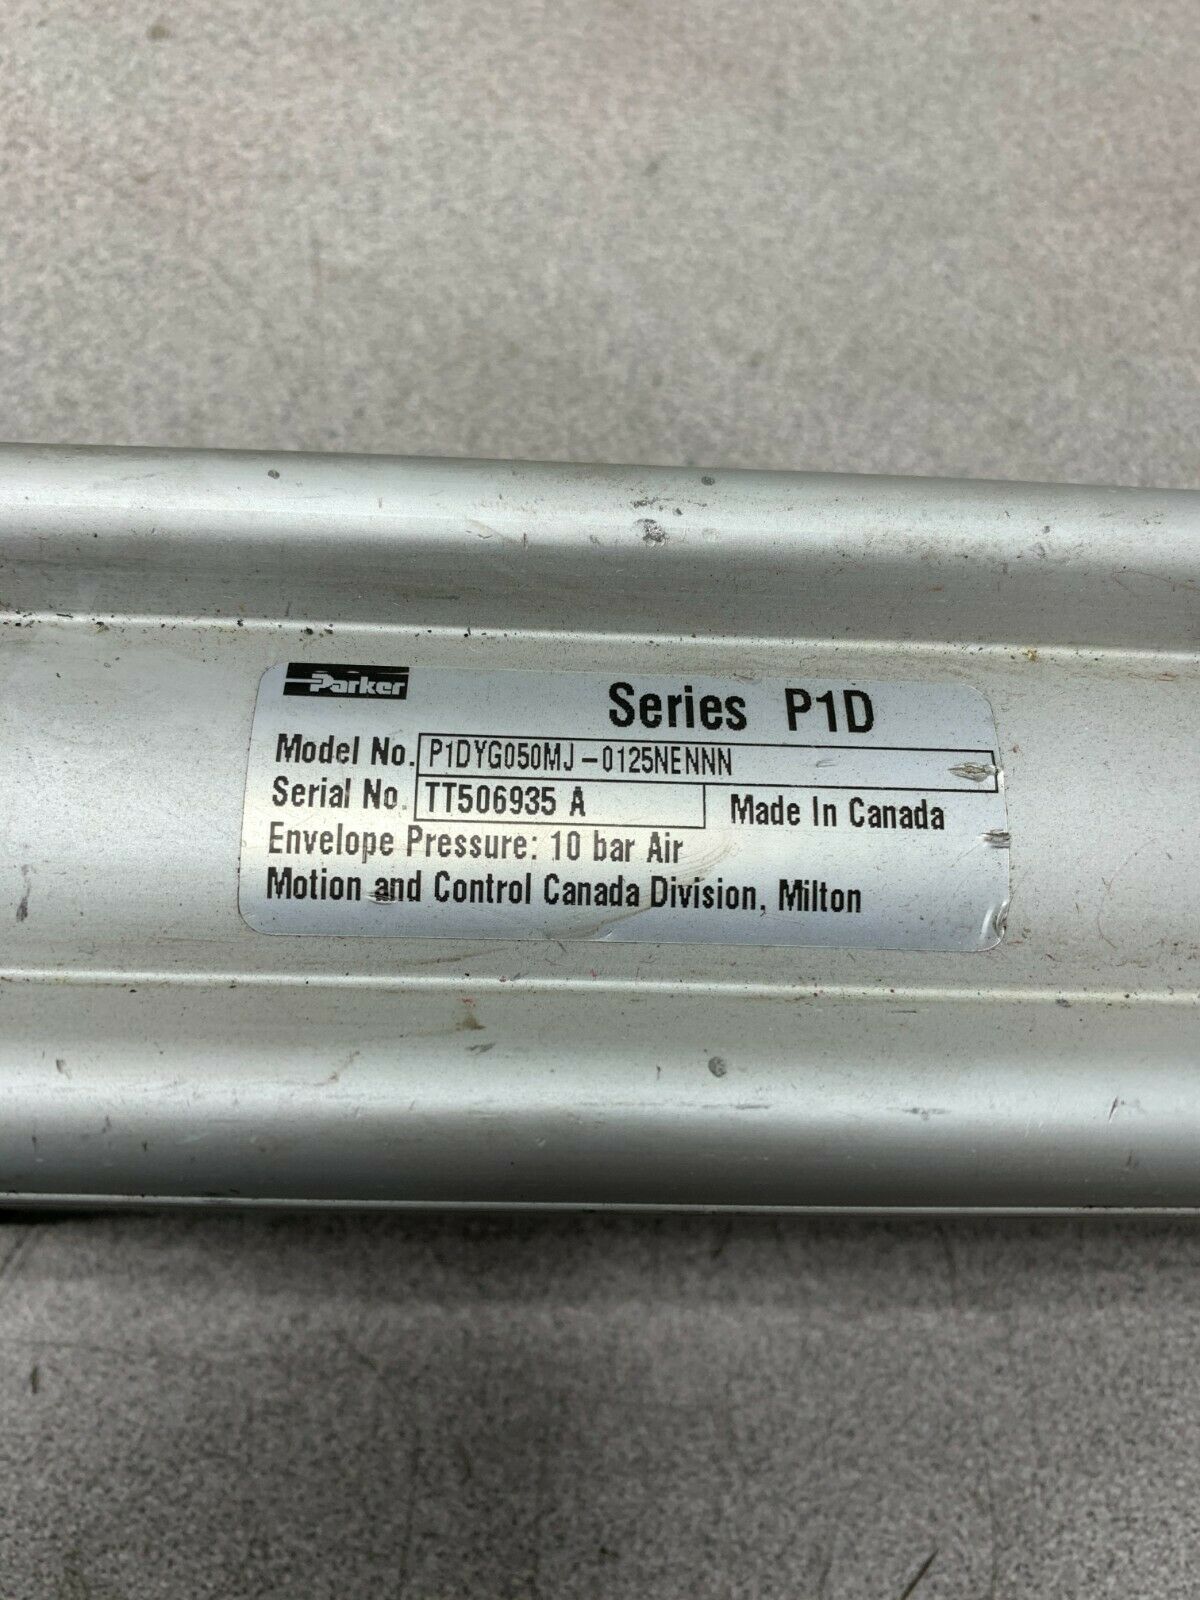 Parker Series P1D
Model No. P1DYG050MJ-0125NENNN
Serial No. TT506935 A Made In Canada
Envelope Pressure: 10 bar Air
Motion and Control Canada Division, Milton